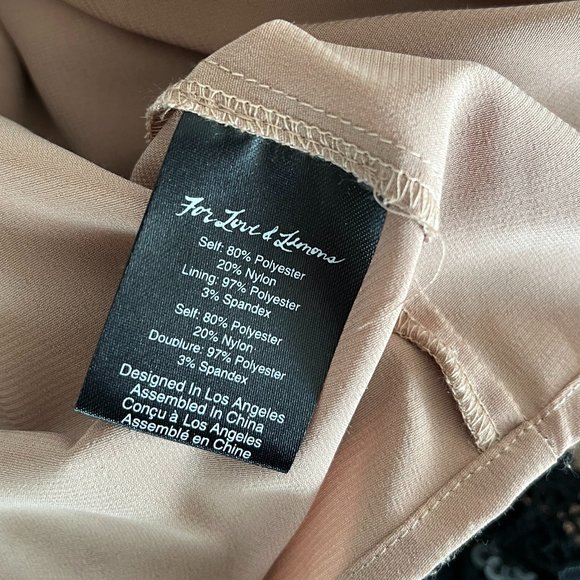 For Love & Lemons
Self: 80% Polyester
20% Nylon
Lining: 97% Polyester
3% Spandex
Self: 80% Polyester
20% Nylon
Doublure: 97% Polyester
3% Spandex
Designed In Los Angeles
Assembled In China
Conçu à Los Angeles
Assemblé en Chine